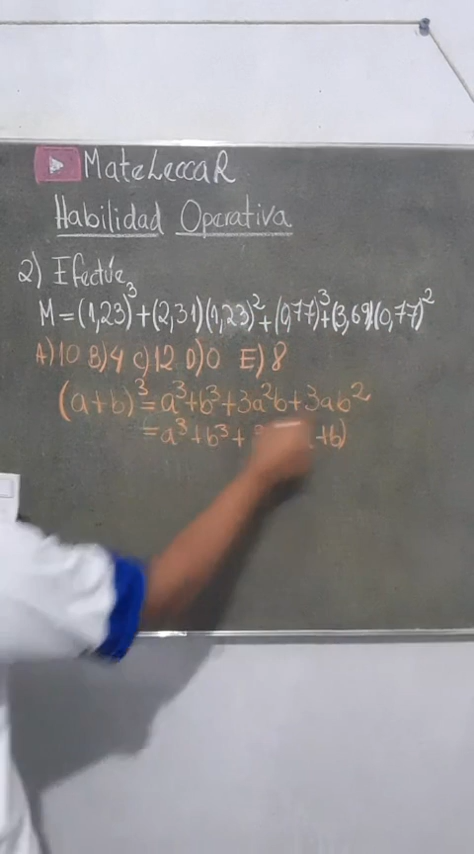 MateLeccaR
Habilidad Operativa
2) Efectúe
M=(1,23)³+(2,31)(1,23)²+(0,77)³+(3,69)(0,77)²
A)10 B)4 C)12 D)0 E)8
(a+b)³=a³+b³+3a²b+3ab²
=a³+b³+ +b)